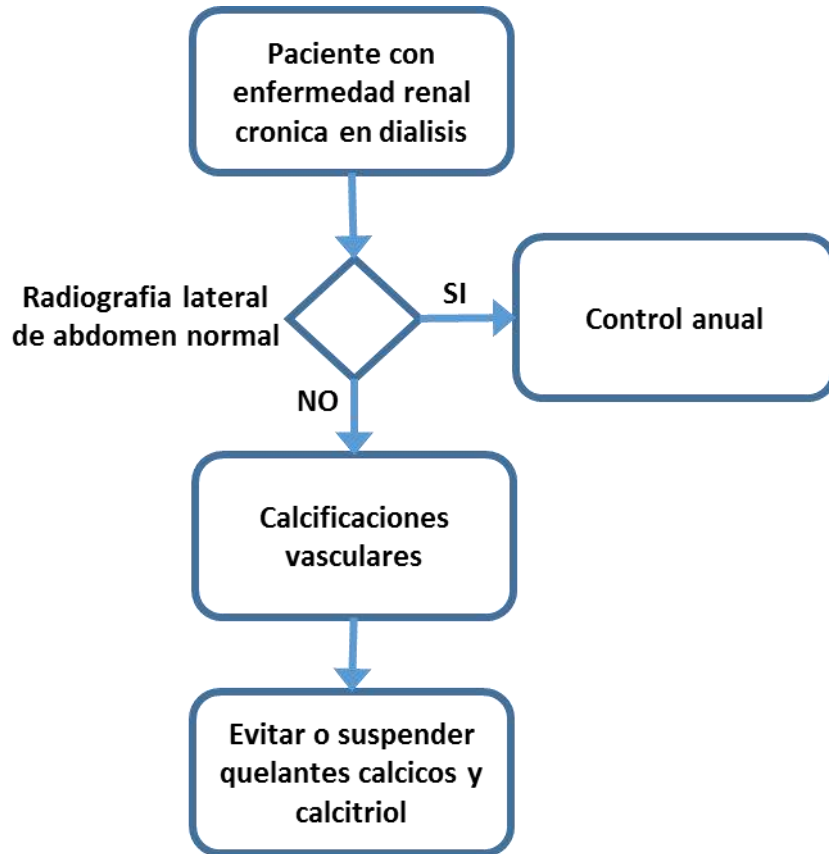 Paciente con
enfermedad renal
cronica en dialisis
Radiografia lateral
de abdomen normal
SI
Control anual
NO
Calcificaciones
vasculares
Evitar o suspender
quelantes calcicos y
calcitriol